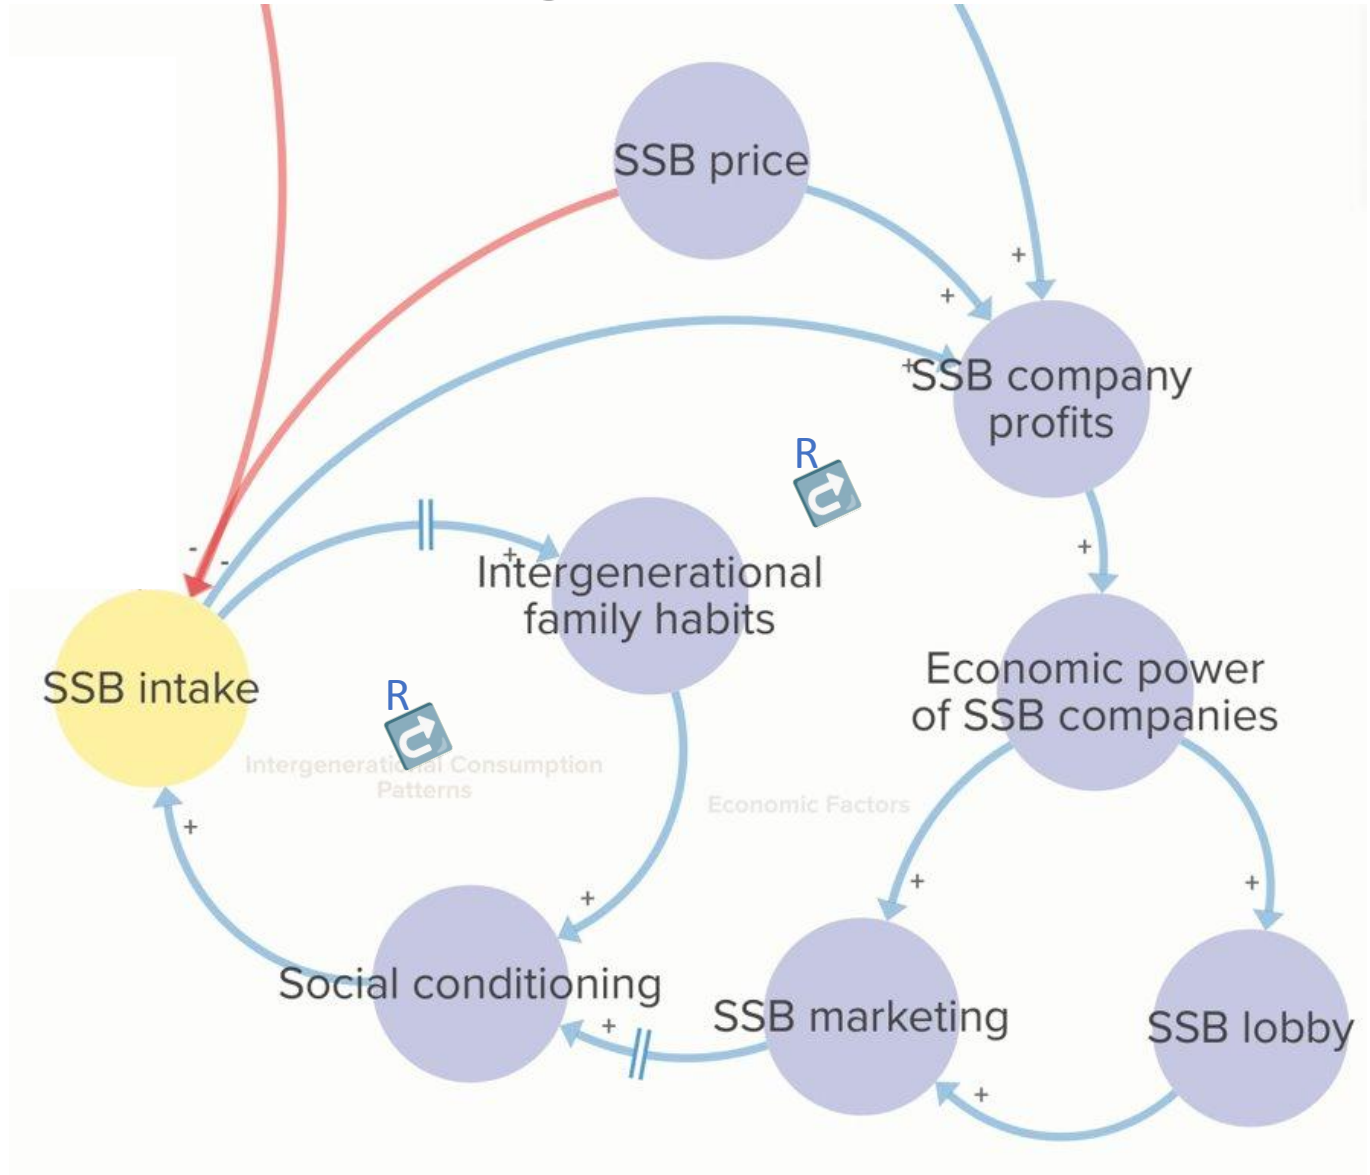 SSB price
+
+
+
SSB company
profits
R
-
-
+
Intergenerational
family habits
+
SSB intake
R
Intergenerational Consumption
Patterns
Economic power
of SSB companies
Economic Factors
+
+
+
+
Social conditioning
+
SSB marketing
SSB lobby
+